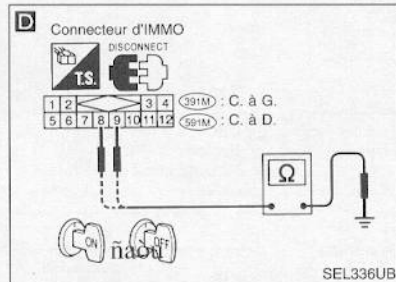 D
Connecteur d'IMMO
DISCONNECT
T.S.
1 2 3 4 391M : C. à G.
5 6 7 8 9 10 11 12 591M : C. à D.
Ω
ON ñaòu OFF
SEL336UB